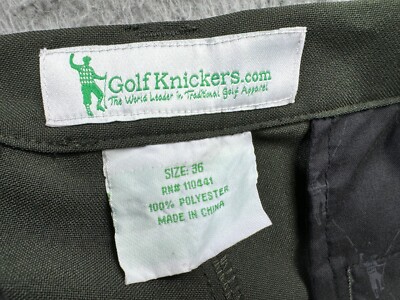 GolfKnickers.com
The World Leader in Traditional Golf Apparel
SIZE: 36
RN# 110441
100% POLYESTER
MADE IN CHINA